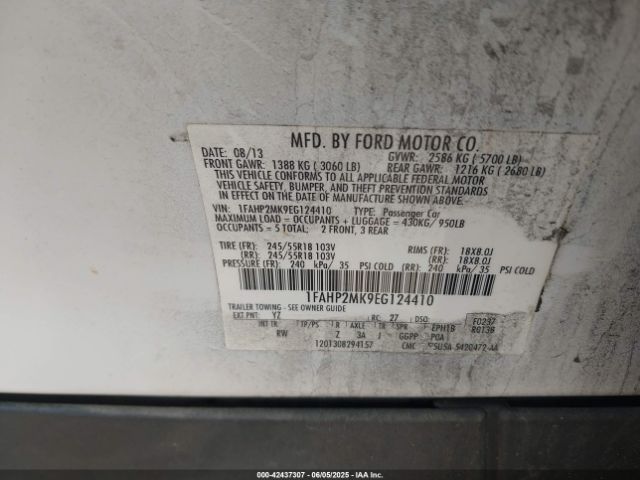 MFD. BY FORD MOTOR CO.
DATE: 08/13 GVWR: 2586 KG ( 5700 LB)
FRONT GAWR: 1388 KG ( 3060 LB) REAR GAWR: 1216 KG ( 2680 LB)
THIS VEHICLE CONFORMS TO ALL APPLICABLE FEDERAL MOTOR
VEHICLE SAFETY, BUMPER, AND THEFT PREVENTION STANDARDS
IN EFFECT ON THE DATE OF MANUFACTURE SHOWN ABOVE.
VIN: 1FAHP2MK9EG124410 TYPE: Passenger Car
MAXIMUM LOAD = OCCUPANTS + LUGGAGE = 430KG/ 950LB
OCCUPANTS = 5 TOTAL; 2 FRONT, 3 REAR
TIRE (FR): 245/55R18 103V RIMS (FR): 18X8.0J
(RR): 245/55R18 103V (RR): 18X8.0J
PRESSURE (FR): 240 kPa/ 35 PSI COLD (RR): 240 kPa/ 35 PSI COLD
1FAHP2MK9EG124410
TRAILER TOWING - SEE OWNER GUIDE
EXT PNT: YZ RC: 27 DSO: F0237
INT TR TP/PS R AXLE TR SPR EPH1B R0138
RW Z 3A J GGPP POA
1201308294157 CMC 5420472-AA
000-42437307 - 06/05/2025 - IAA Inc.